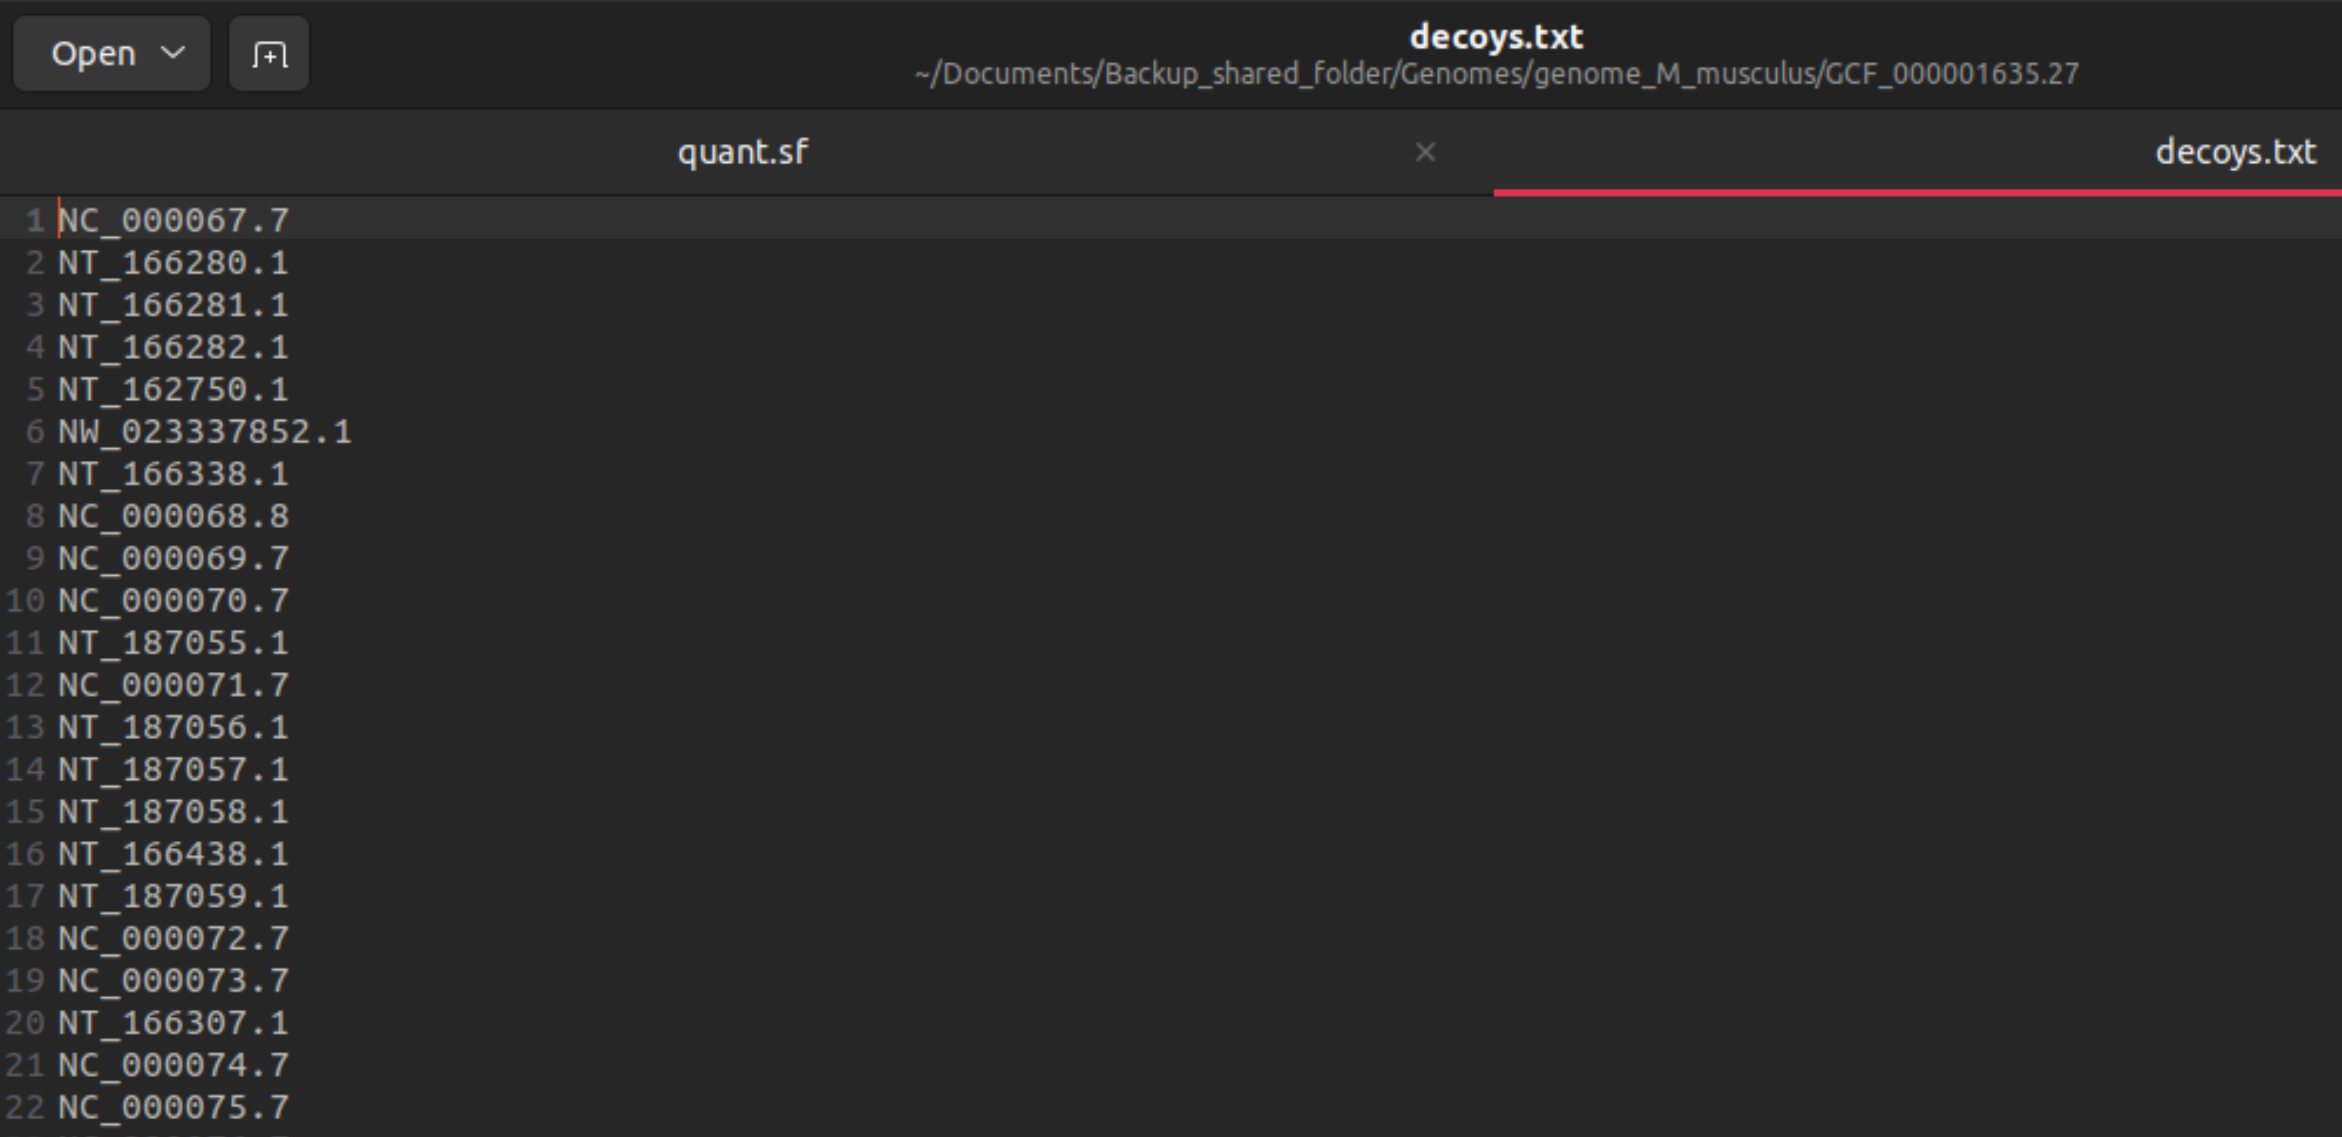 Open
decoys.txt
~/Documents/Backup_shared_folder/Genomes/genome_M_musculus/GCF_000001635.27
quant.sf × decoys.txt
1 NC_000067.7
2 NT_166280.1
3 NT_166281.1
4 NT_166282.1
5 NT_162750.1
6 NW_023337852.1
7 NT_166338.1
8 NC_000068.8
9 NC_000069.7
10 NC_000070.7
11 NT_187055.1
12 NC_000071.7
13 NT_187056.1
14 NT_187057.1
15 NT_187058.1
16 NT_166438.1
17 NT_187059.1
18 NC_000072.7
19 NC_000073.7
20 NT_166307.1
21 NC_000074.7
22 NC_000075.7